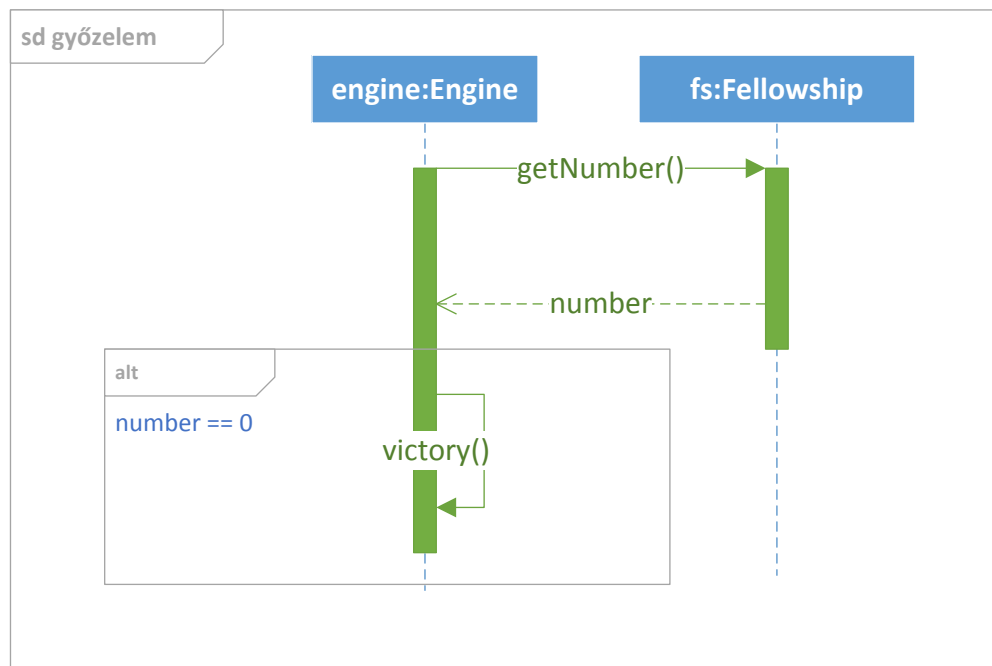 sd győzelem
engine:Engine
fs:Fellowship
getNumber()
number
alt
number == 0
victory()